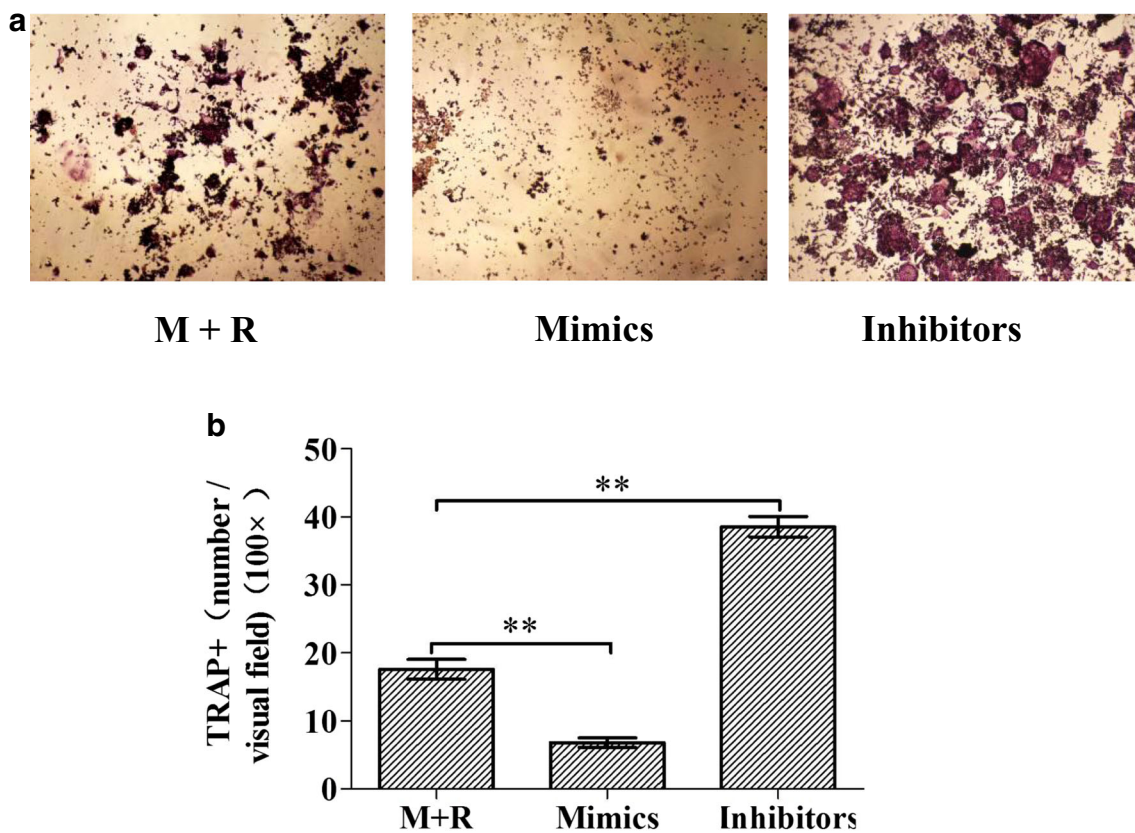 a
M + R
Mimics
Inhibitors
b
TRAP+（number /
visual field)（100×）
50
40
30
20
10
0
**
**
M+R
Mimics
Inhibitors